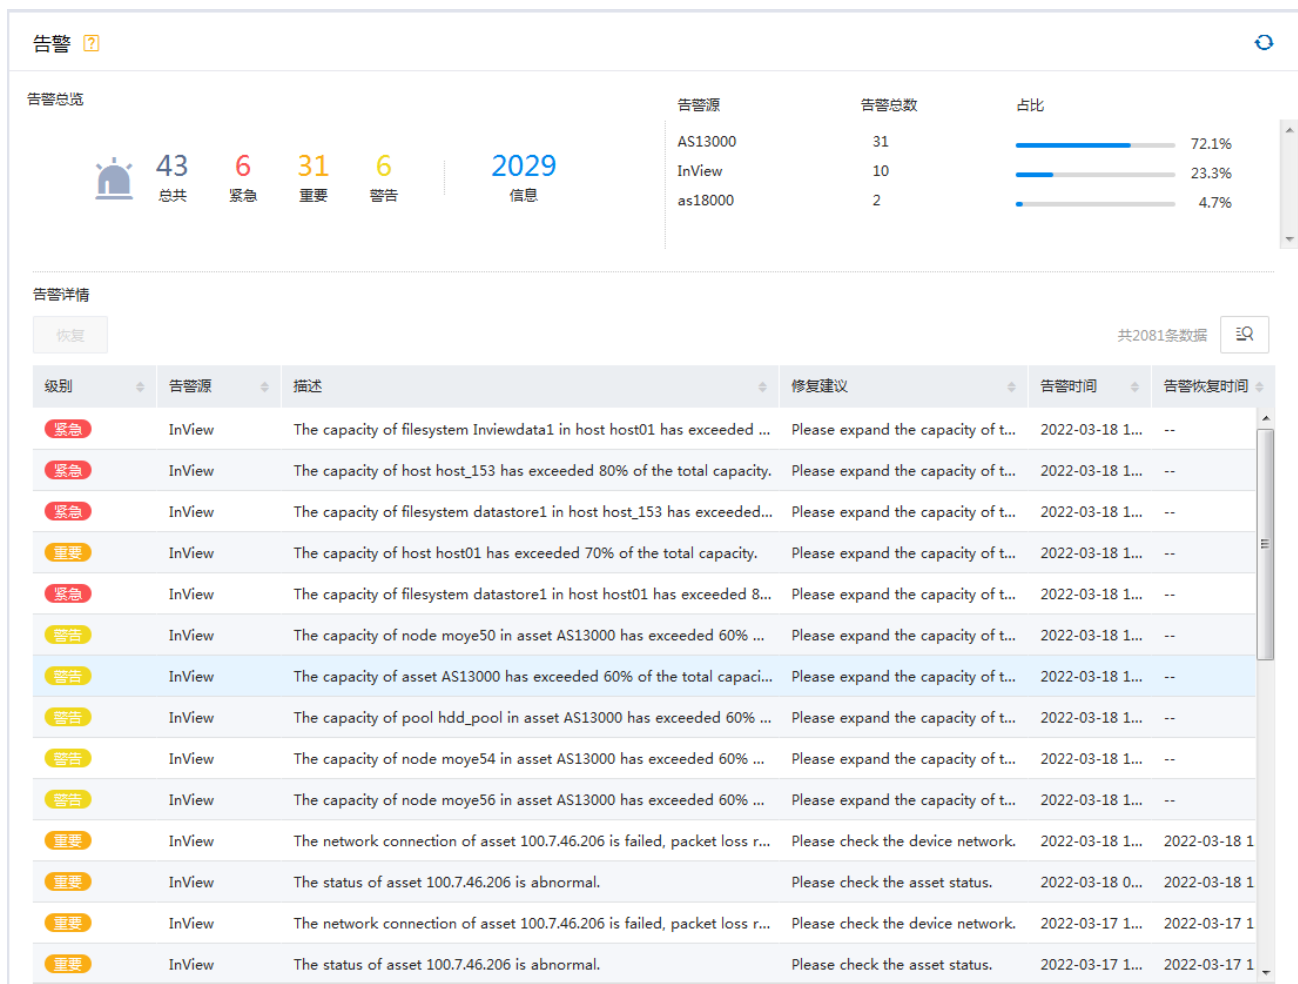 告警 ?
告警总览
43 6 31 6 2029
总共 紧急 重要 警告 信息
告警源 告警总数 占比
AS13000 31 72.1%
InView 10 23.3%
as18000 2 4.7%
告警详情
恢复 共2081条数据
级别 告警源 描述 修复建议 告警时间 告警恢复时间
紧急 InView The capacity of filesystem Inviewdata1 in host host01 has exceeded ... Please expand the capacity of t... 2022-03-18 1... --
紧急 InView The capacity of host host_153 has exceeded 80% of the total capacity. Please expand the capacity of t... 2022-03-18 1... --
紧急 InView The capacity of filesystem datastore1 in host host_153 has exceeded... Please expand the capacity of t... 2022-03-18 1... --
重要 InView The capacity of host host01 has exceeded 70% of the total capacity. Please expand the capacity of t... 2022-03-18 1... --
紧急 InView The capacity of filesystem datastore1 in host host01 has exceeded 8... Please expand the capacity of t... 2022-03-18 1... --
警告 InView The capacity of node moye50 in asset AS13000 has exceeded 60% ... Please expand the capacity of t... 2022-03-18 1... --
警告 InView The capacity of asset AS13000 has exceeded 60% of the total capaci... Please expand the capacity of t... 2022-03-18 1... --
警告 InView The capacity of pool hdd_pool in asset AS13000 has exceeded 60% ... Please expand the capacity of t... 2022-03-18 1... --
警告 InView The capacity of node moye54 in asset AS13000 has exceeded 60% ... Please expand the capacity of t... 2022-03-18 1... --
警告 InView The capacity of node moye56 in asset AS13000 has exceeded 60% ... Please expand the capacity of t... 2022-03-18 1... --
重要 InView The network connection of asset 100.7.46.206 is failed, packet loss r... Please check the device network. 2022-03-18 1... 2022-03-18 1
重要 InView The status of asset 100.7.46.206 is abnormal. Please check the asset status. 2022-03-18 0... 2022-03-18 1
重要 InView The network connection of asset 100.7.46.206 is failed, packet loss r... Please check the device network. 2022-03-17 1... 2022-03-17 1
重要 InView The status of asset 100.7.46.206 is abnormal. Please check the asset status. 2022-03-17 1... 2022-03-17 1